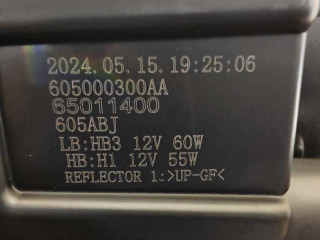 2024.05.15.19:25:06
605000300AA
65011400
605ABJ
LB:HB3 12V 60W
HB:H1 12V 55W
REFLECTOR 1:>UP-GF<